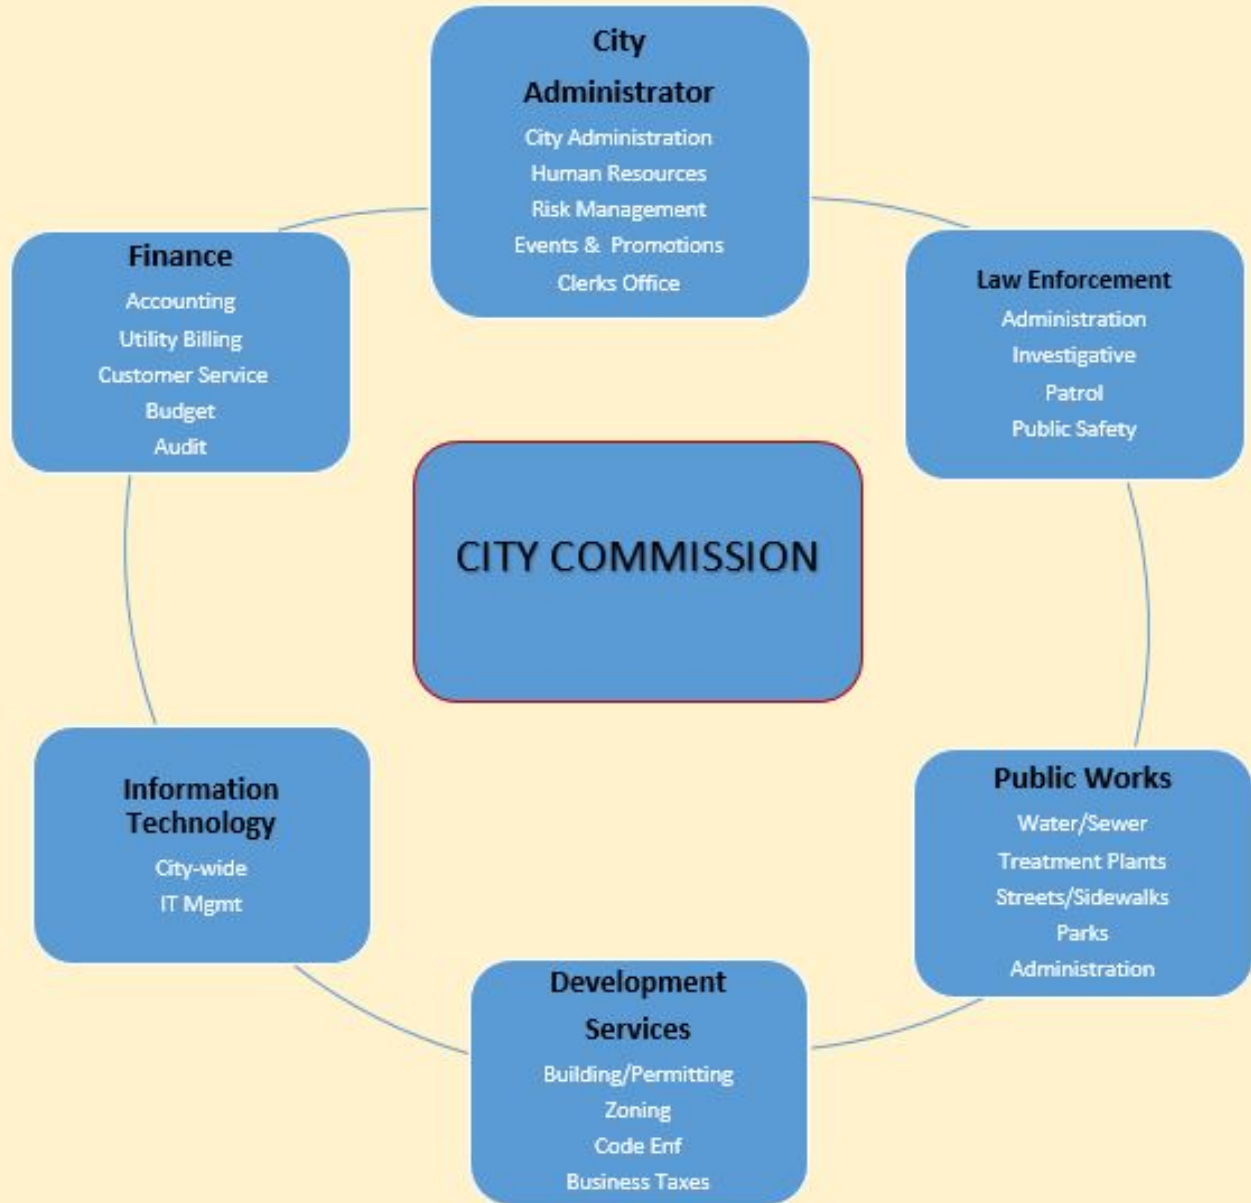 City
Administrator
City Administration
Human Resources
Risk Management
Events &  Promotions
Clerks Office
Law Enforcement
Administration
Investigative
Patrol
Public Safety
Public Works
Water/Sewer
Treatment Plants
Streets/Sidewalks
Parks
Administration
Development
Services
Building/Permitting
Zoning
Code Enf
Business Taxes
Information
Technology
City-wide
IT Mgmt
Finance
Accounting
Utility Billing
Customer Service
Budget
Audit
CITY COMMISSION